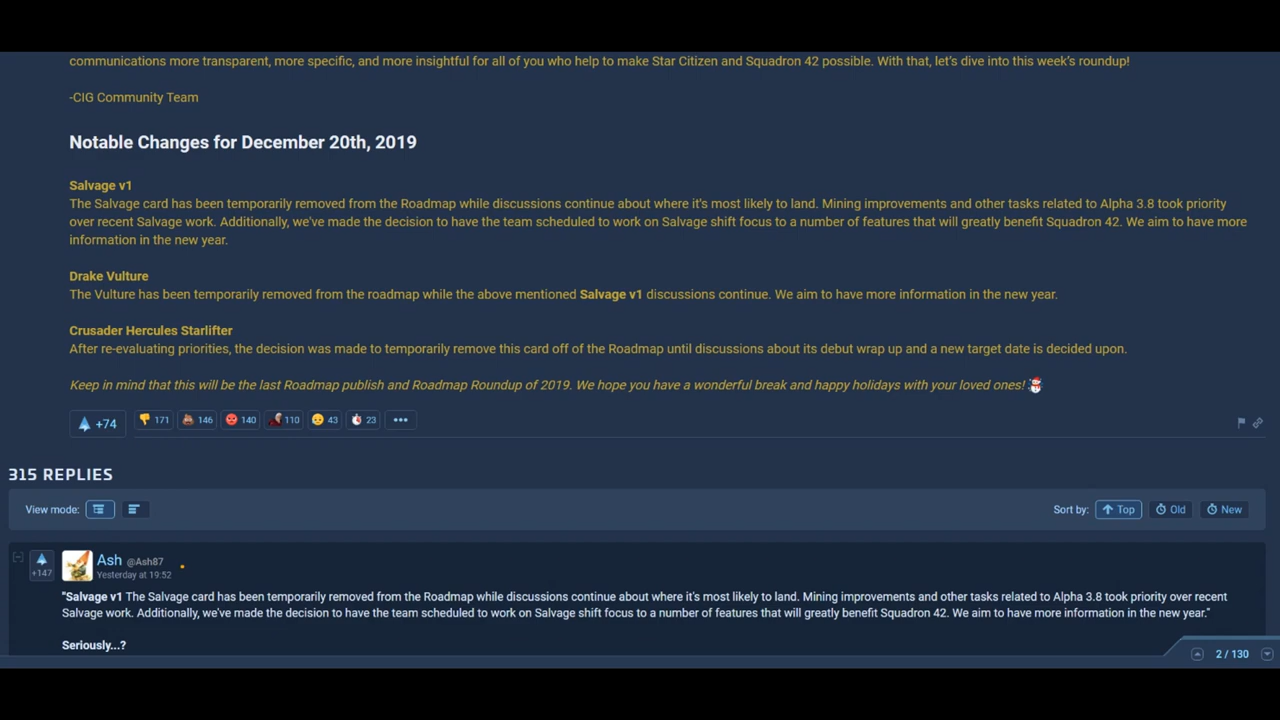 communications more transparent, more specific, and more insightful for all of you who help to make Star Citizen and Squadron 42 possible. With that, let's dive into this week's roundup!
-CIG Community Team
Notable Changes for December 20th, 2019
Salvage v1
The Salvage card has been temporarily removed from the Roadmap while discussions continue about where it's most likely to land. Mining improvements and other tasks related to Alpha 3.8 took priority
over recent Salvage work. Additionally, we've made the decision to have the team scheduled to work on Salvage shift focus to a number of features that will greatly benefit Squadron 42. We aim to have more
information in the new year.
Drake Vulture
The Vulture has been temporarily removed from the roadmap while the above mentioned Salvage v1 discussions continue. We aim to have more information in the new year.
Crusader Hercules Starlifter
After re-evaluating priorities, the decision was made to temporarily remove this card off of the Roadmap until discussions about its debut wrap up and a new target date is decided upon.
Keep in mind that this will be the last Roadmap publish and Roadmap Roundup of 2019. We hope you have a wonderful break and happy holidays with your loved ones!
+74 171 146 140 110 43 23 •••
315 REPLIES
View mode: Sort by: Top Old New
[-] +147 Ash @Ash87
Yesterday at 19:52
"Salvage v1 The Salvage card has been temporarily removed from the Roadmap while discussions continue about where it's most likely to land. Mining improvements and other tasks related to Alpha 3.8 took priority over recent
Salvage work. Additionally, we've made the decision to have the team scheduled to work on Salvage shift focus to a number of features that will greatly benefit Squadron 42. We aim to have more information in the new year."
Seriously...?
2 / 130